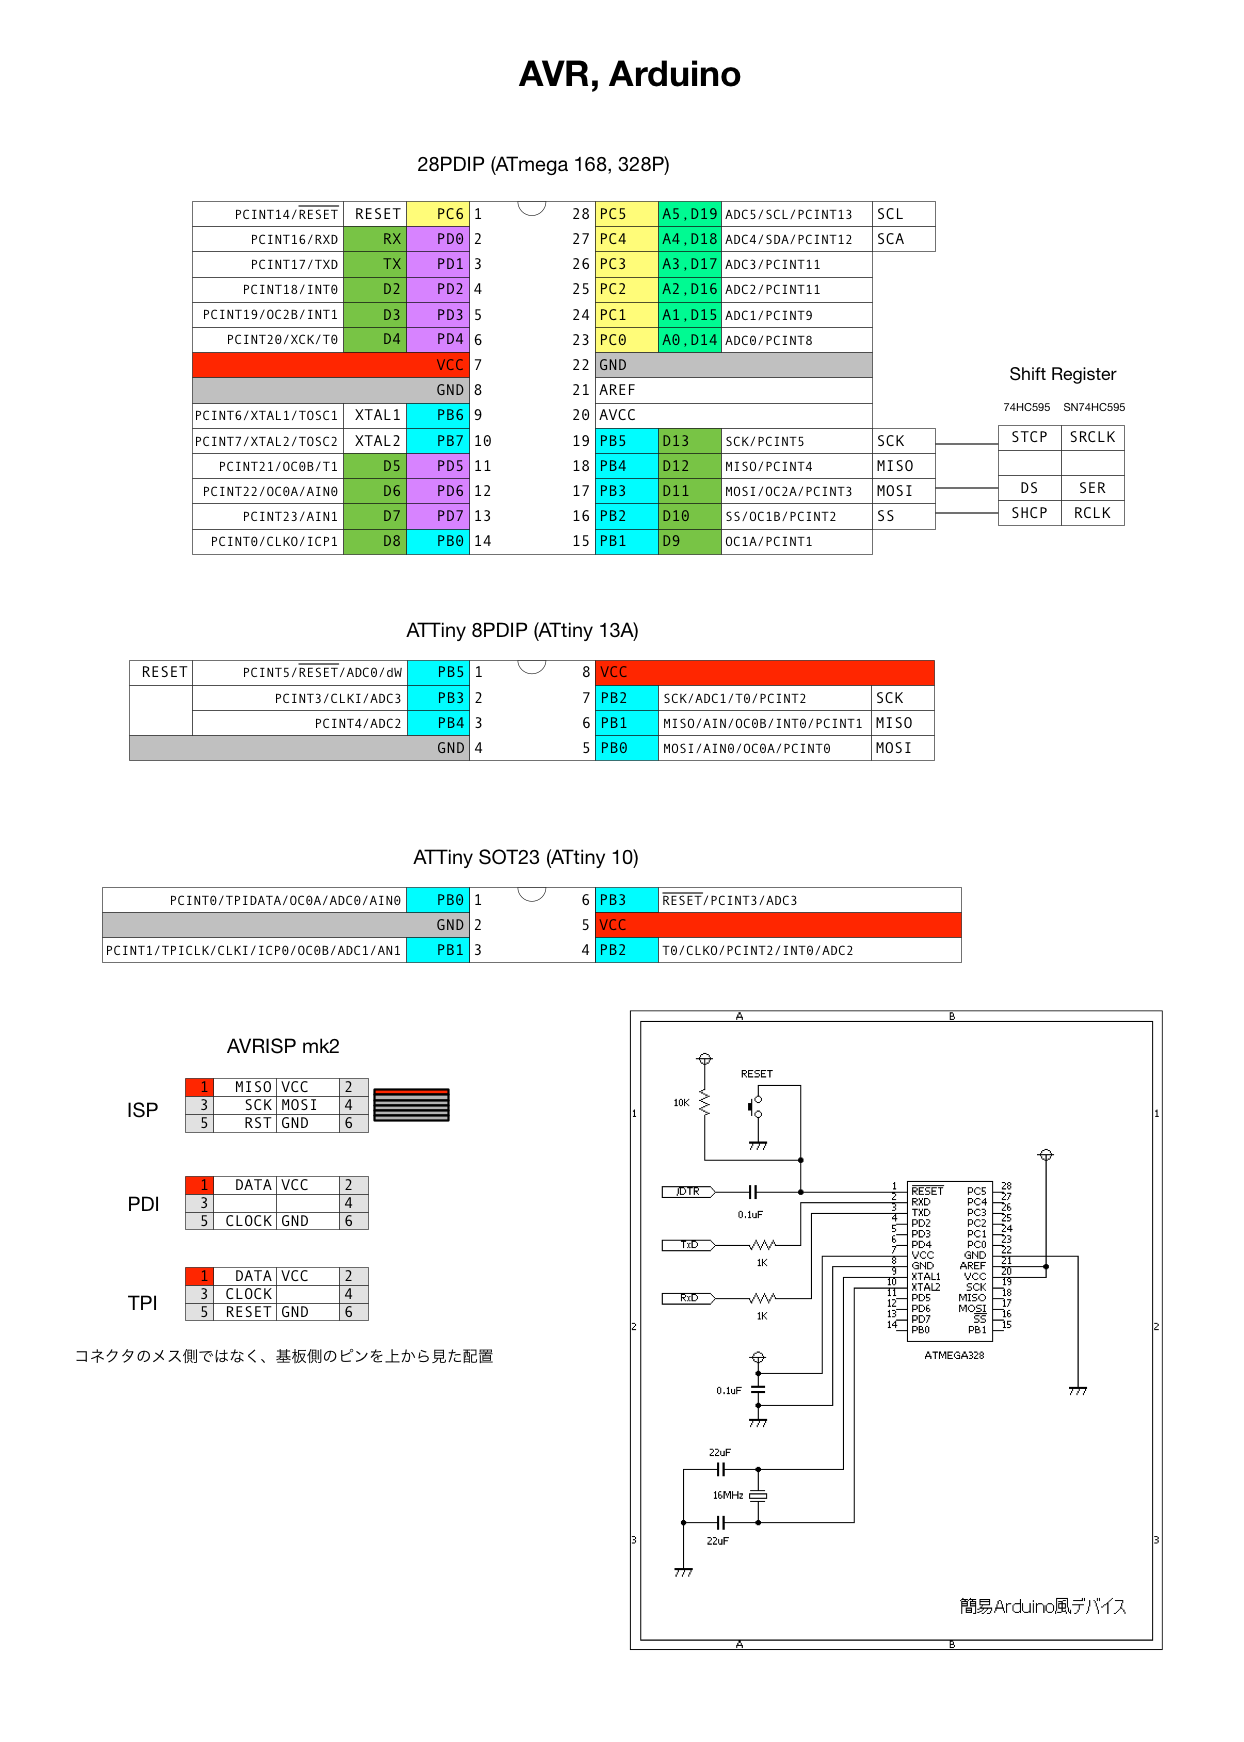 AVR, Arduino
28PDIP (ATmega 168, 328P)
PCINT14/RESET RESET PC6 1 28 PC5 A5,D19 ADC5/SCL/PCINT13 SCL
PCINT16/RXD RX PD0 2 27 PC4 A4,D18 ADC4/SDA/PCINT12 SCA
PCINT17/TXD TX PD1 3 26 PC3 A3,D17 ADC3/PCINT11
PCINT18/INT0 D2 PD2 4 25 PC2 A2,D16 ADC2/PCINT11
PCINT19/OC2B/INT1 D3 PD3 5 24 PC1 A1,D15 ADC1/PCINT9
PCINT20/XCK/T0 D4 PD4 6 23 PC0 A0,D14 ADC0/PCINT8
VCC 7 22 GND
GND 8 21 AREF
PCINT6/XTAL1/TOSC1 XTAL1 PB6 9 20 AVCC
PCINT7/XTAL2/TOSC2 XTAL2 PB7 10 19 PB5 D13 SCK/PCINT5 SCK
PCINT21/OC0B/T1 D5 PD5 11 18 PB4 D12 MISO/PCINT4 MISO
PCINT22/OC0A/AIN0 D6 PD6 12 17 PB3 D11 MOSI/OC2A/PCINT3 MOSI
PCINT23/AIN1 D7 PD7 13 16 PB2 D10 SS/OC1B/PCINT2 SS
PCINT0/CLKO/ICP1 D8 PB0 14 15 PB1 D9 OC1A/PCINT1
Shift Register
74HC595 SN74HC595
STCP SRCLK
DS SER
SHCP RCLK
ATTiny 8PDIP (ATtiny 13A)
RESET PCINT5/RESET/ADC0/dW PB5 1 8 VCC
PCINT3/CLKI/ADC3 PB3 2 7 PB2 SCK/ADC1/T0/PCINT2 SCK
PCINT4/ADC2 PB4 3 6 PB1 MISO/AIN/OC0B/INT0/PCINT1 MISO
GND 4 5 PB0 MOSI/AIN0/OC0A/PCINT0 MOSI
ATTiny SOT23 (ATtiny 10)
PCINT0/TPIDATA/OC0A/ADC0/AIN0 PB0 1 6 PB3 RESET/PCINT3/ADC3
GND 2 5 VCC
PCINT1/TPICLK/CLKI/ICP0/OC0B/ADC1/AN1 PB1 3 4 PB2 T0/CLKO/PCINT2/INT0/ADC2
AVRISP mk2
ISP
1 MISO VCC 2
3 SCK MOSI 4
5 RST GND 6
PDI
1 DATA VCC 2
3 4
5 CLOCK GND 6
TPI
1 DATA VCC 2
3 CLOCK 4
5 RESET GND 6
コネクタのメス側ではなく、基板側のピンを上から見た配置
A B
1 1
2 2
3 3
RESET
10K
/DTR
0.1uF
TxD
1K
RxD
1K
0.1uF
22uF
16MHz
22uF
1 RESET PC5 28
2 RXD PC4 27
3 TXD PC3 26
4 PD2 PC2 25
5 PD3 PC1 24
6 PD4 PC0 23
7 VCC GND 22
8 GND AREF 21
9 XTAL1 VCC 20
10 XTAL2 SCK 19
11 PD5 MISO 18
12 PD6 MOSI 17
13 PD7 SS 16
14 PB0 PB1 15
ATMEGA328
簡易Arduino風デバイス
A B